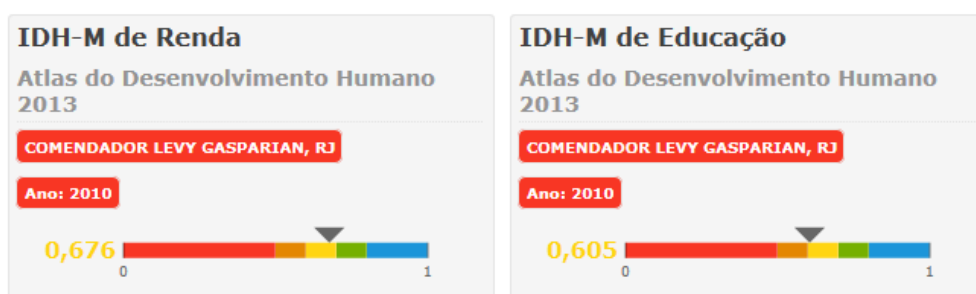 IDH-M de Renda
Atlas do Desenvolvimento Humano
2013
COMENDADOR LEVY GASPARIAN, RJ
Ano: 2010
0,676
0
1
IDH-M de Educação
Atlas do Desenvolvimento Humano
2013
COMENDADOR LEVY GASPARIAN, RJ
Ano: 2010
0,605
0
1